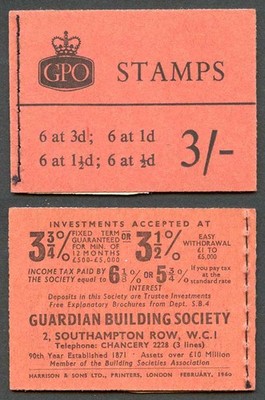 GPO STAMPS
6 at 3d; 6 at 1d
6 at 1½d; 6 at ½d
3/-
INVESTMENTS ACCEPTED AT
3¾% FIXED TERM GUARANTEED FOR MIN. OF 12 MONTHS £500-£5,000 OR 3½% EASY WITHDRAWAL £1 to £5,000
INCOME TAX PAID BY THE SOCIETY equal to 6⅛% OR 5¾% if you pay tax at the standard rate
INTEREST
Deposits in this Society are Trustee Investments
Free Explanatory Brochures from Dept. S.B.4
GUARDIAN BUILDING SOCIETY
2, SOUTHAMPTON ROW, W.C.I
Telephone: CHANCERY 2228 (3 lines)
90th Year Established 1871 · Assets over £10 Million
Member of the Building Societies Association
HARRISON & SONS LTD., PRINTERS, LONDON FEBRUARY, 1960